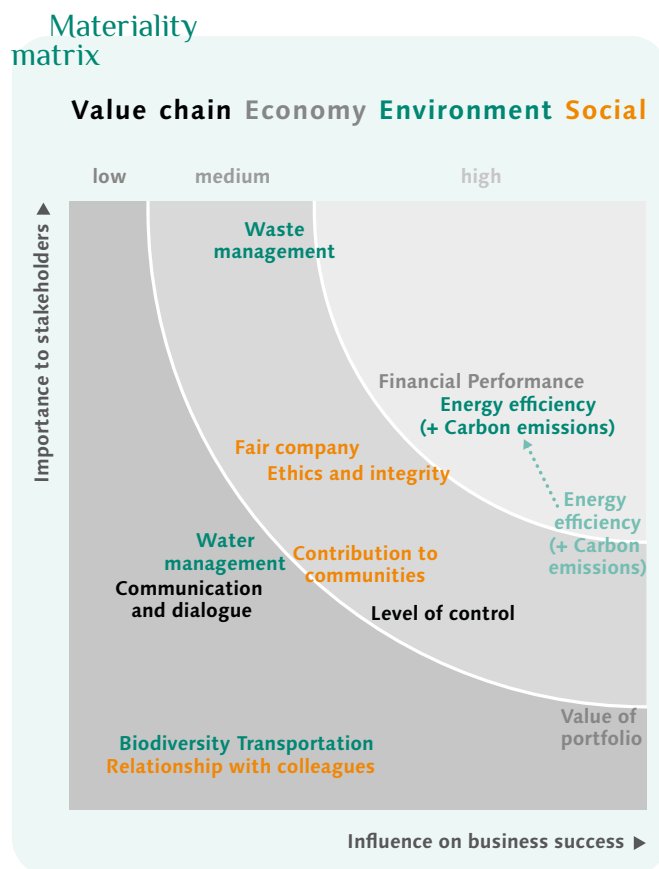 Materiality
matrix
Value chain Economy Environment Social
low medium high
Importance to stakeholders ▶
Waste
management
Financial Performance
Energy efficiency
(+ Carbon emissions)
Fair company
Ethics and integrity
Energy
efficiency
(+ Carbon
emissions)
Water
management
Contribution to
communities
Communication
and dialogue
Level of control
Value of
portfolio
Biodiversity Transportation
Relationship with colleagues
Influence on business success ▶